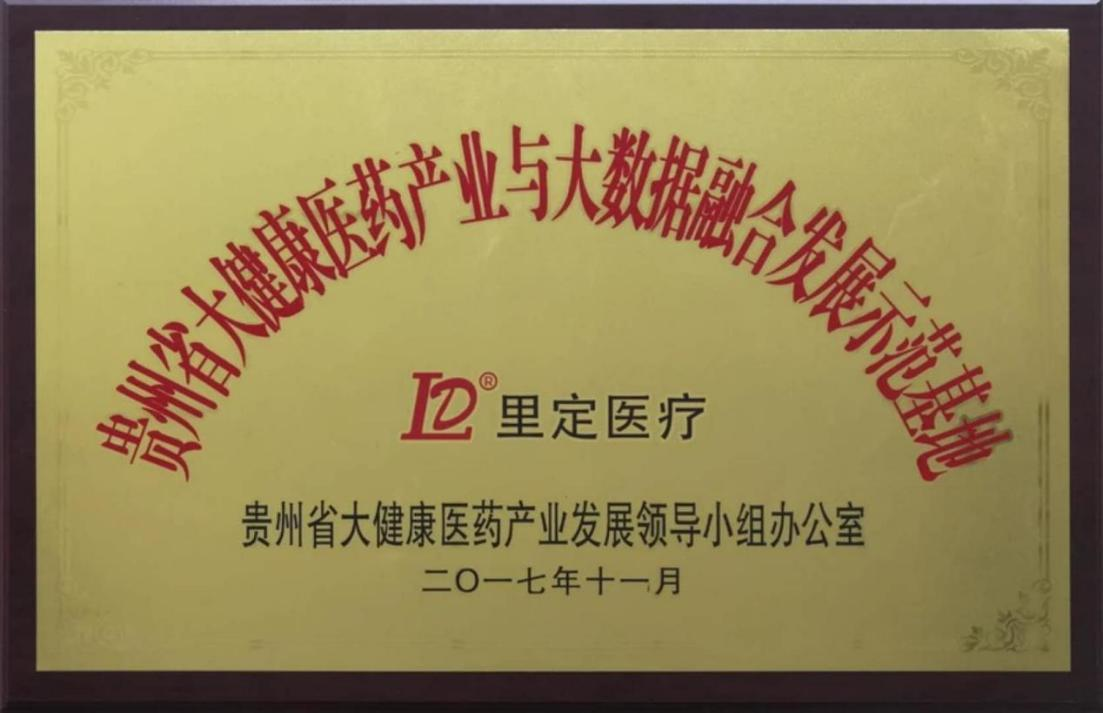 贵州省大健康医药产业与大数据融合发展示范基地
LD® 里定医疗
贵州省大健康医药产业发展领导小组办公室
二〇一七年十一月